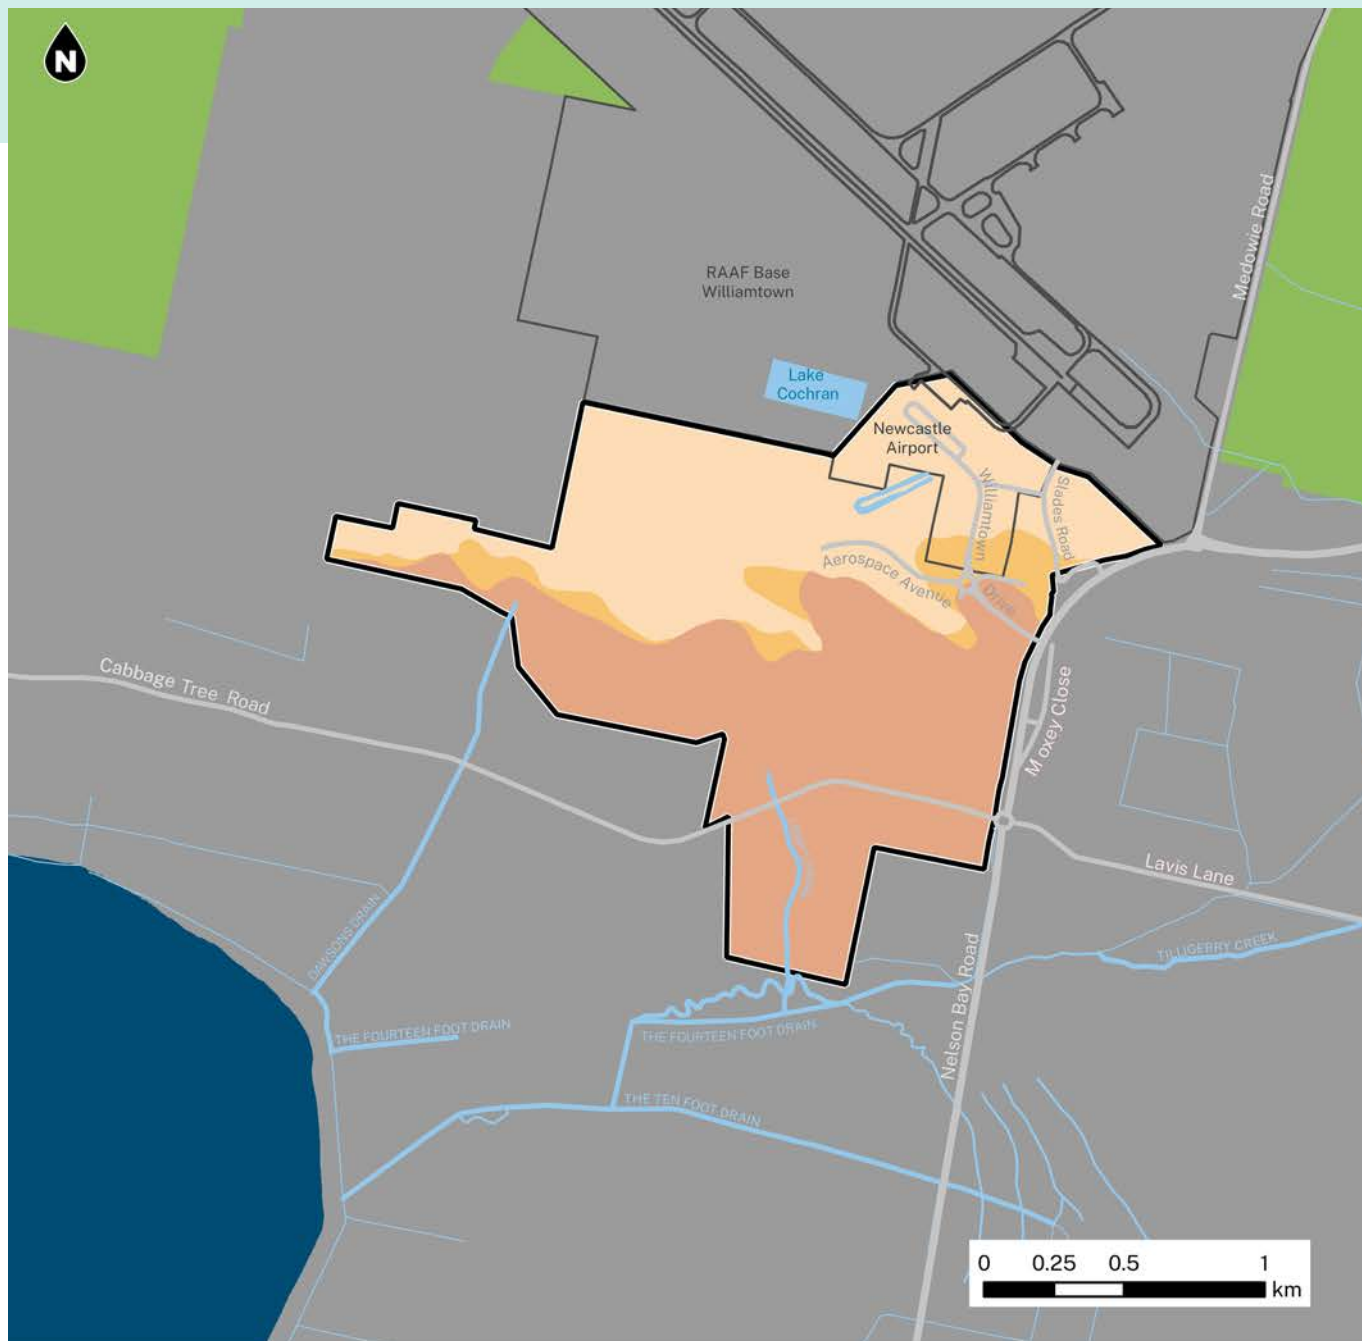 N
Medowie Road
RAAF Base
Williamtown
Lake
Cochran
Newcastle
Airport
Williamtown
Slades Road
Aerospace Avenue
Drive
Cabbage Tree Road
Moxey Close
Lavis Lane
DAWSONS DRAIN
TILLIGERRY CREEK
Nelson Bay Road
THE FOURTEEN FOOT DRAIN
THE FOURTEEN FOOT DRAIN
THE TEN FOOT DRAIN
0 0.25 0.5 1
km